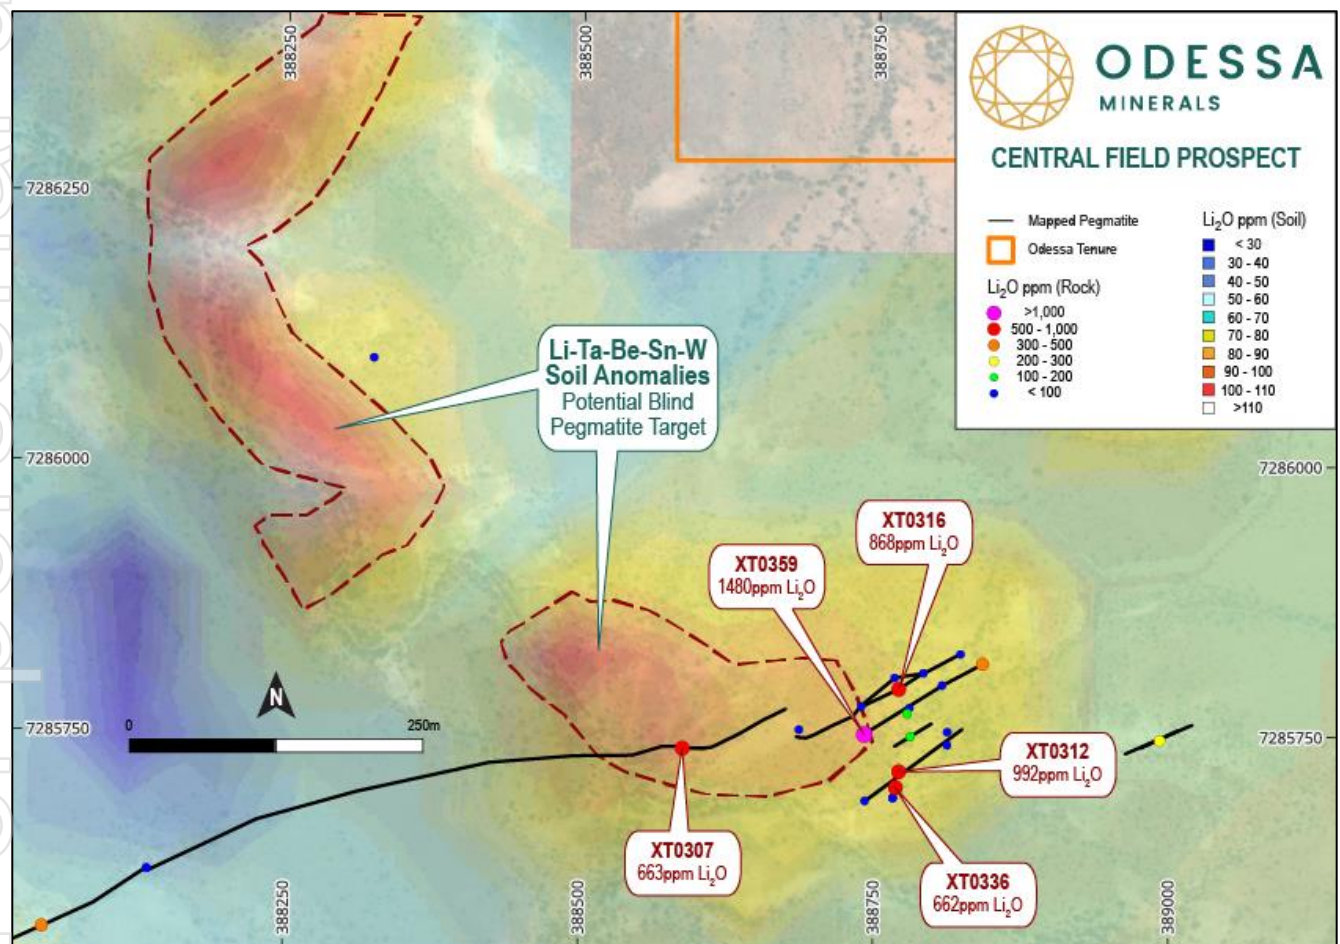 388250
388500
388750
ODESSA
MINERALS
CENTRAL FIELD PROSPECT
7286250
Mapped Pegmatite
Odessa Tenure
Li₂O ppm (Rock)
>1,000
500 - 1,000
300 - 500
200 - 300
100 - 200
< 100
Li₂O ppm (Soil)
< 30
30 - 40
40 - 50
50 - 60
60 - 70
70 - 80
80 - 90
90 - 100
100 - 110
>110
Li-Ta-Be-Sn-W
Soil Anomalies
Potential Blind
Pegmatite Target
7286000
7286000
XT0316
868ppm Li₂O
XT0359
1480ppm Li₂O
N
0
250m
7285750
7285750
XT0312
992ppm Li₂O
XT0307
663ppm Li₂O
XT0336
662ppm Li₂O
388250
388500
388750
389000